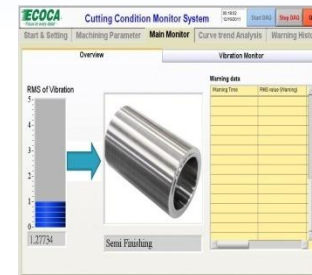 ECOCA
Cutting Condition Monitor System
Start DAQ
Stop DAQ
Start & Setting
Machining Parameter
Main Monitor
Curve trend Analysis
Warning Histo
Overview
Vibration Monitor
RMS of Vibration
Warning data
Warning Time
RMS value (Warning)
5-
4-
3-
2-
1-
0-
1.27734
Semi Finishing